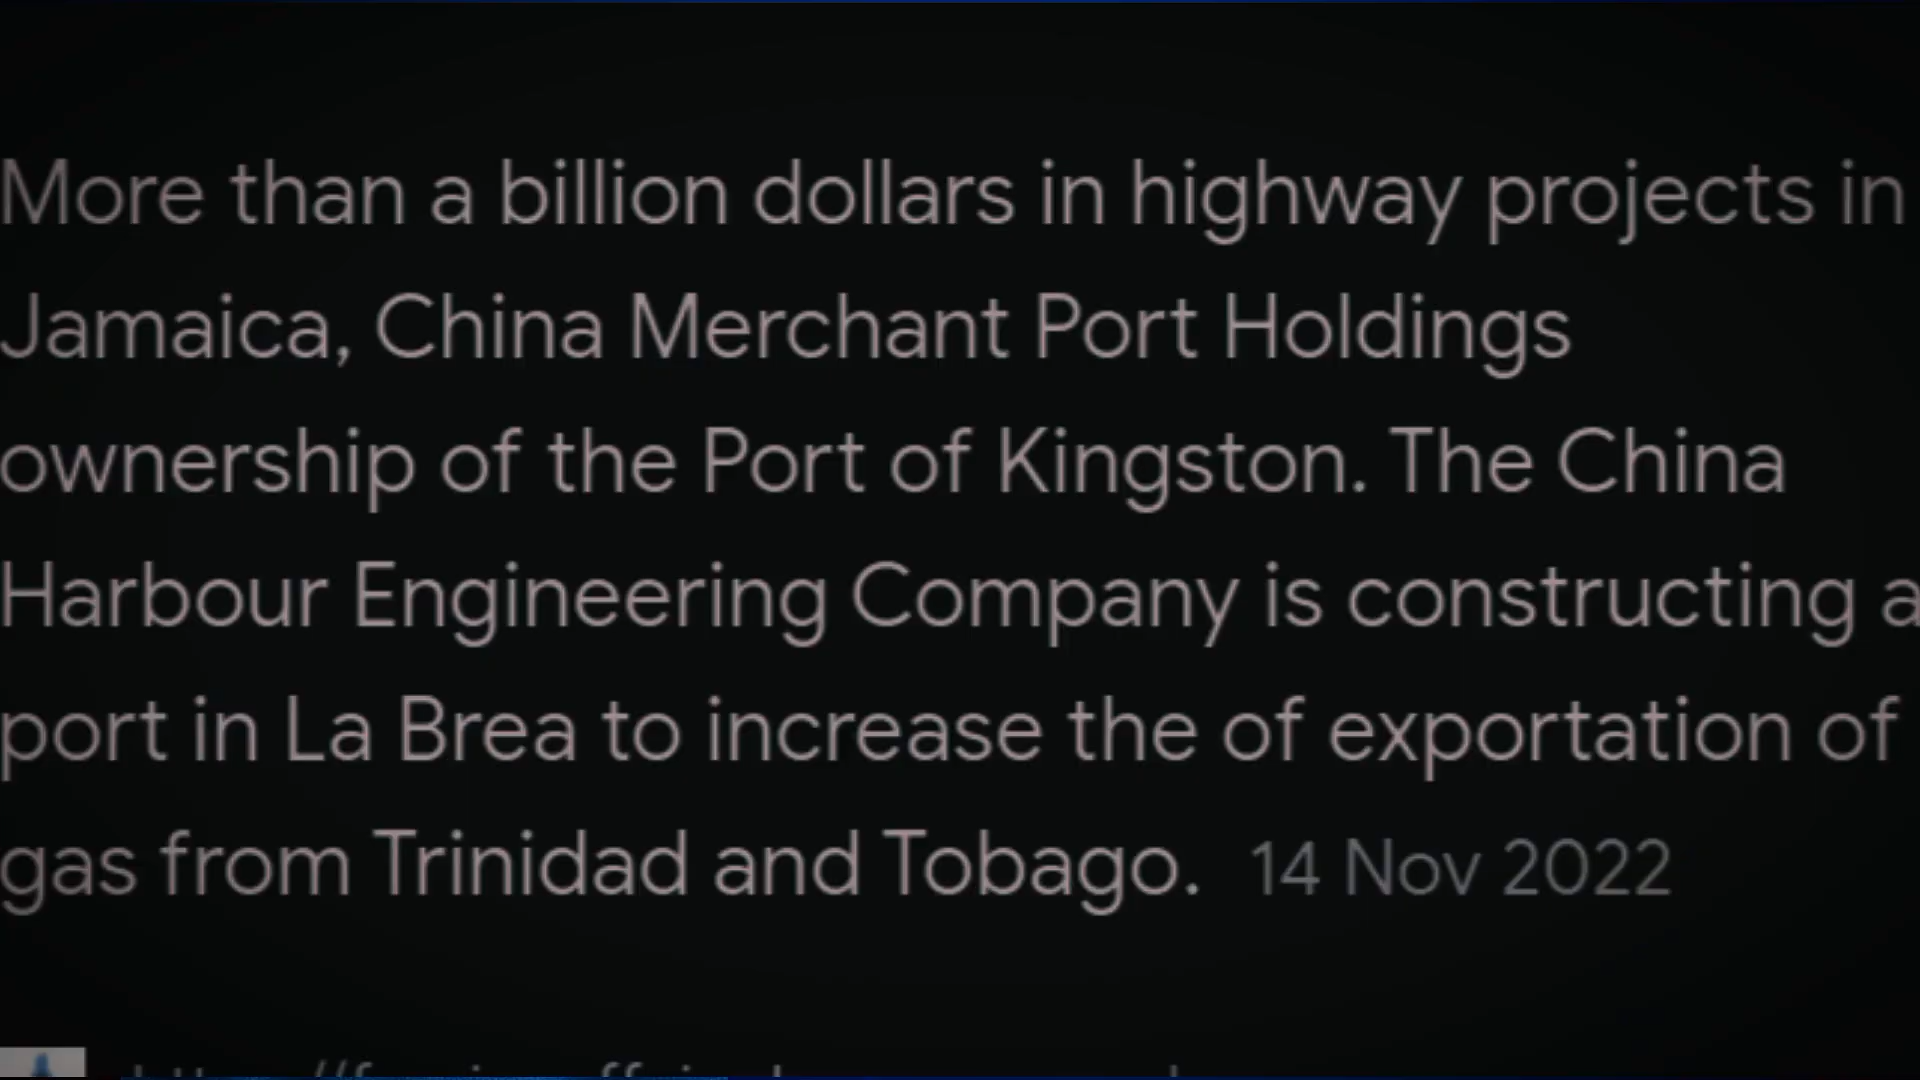 More than a billion dollars in highway projects in
Jamaica, China Merchant Port Holdings
ownership of the Port of Kingston. The China
Harbour Engineering Company is constructing a
port in La Brea to increase the of exportation of
gas from Trinidad and Tobago. 14 Nov 2022